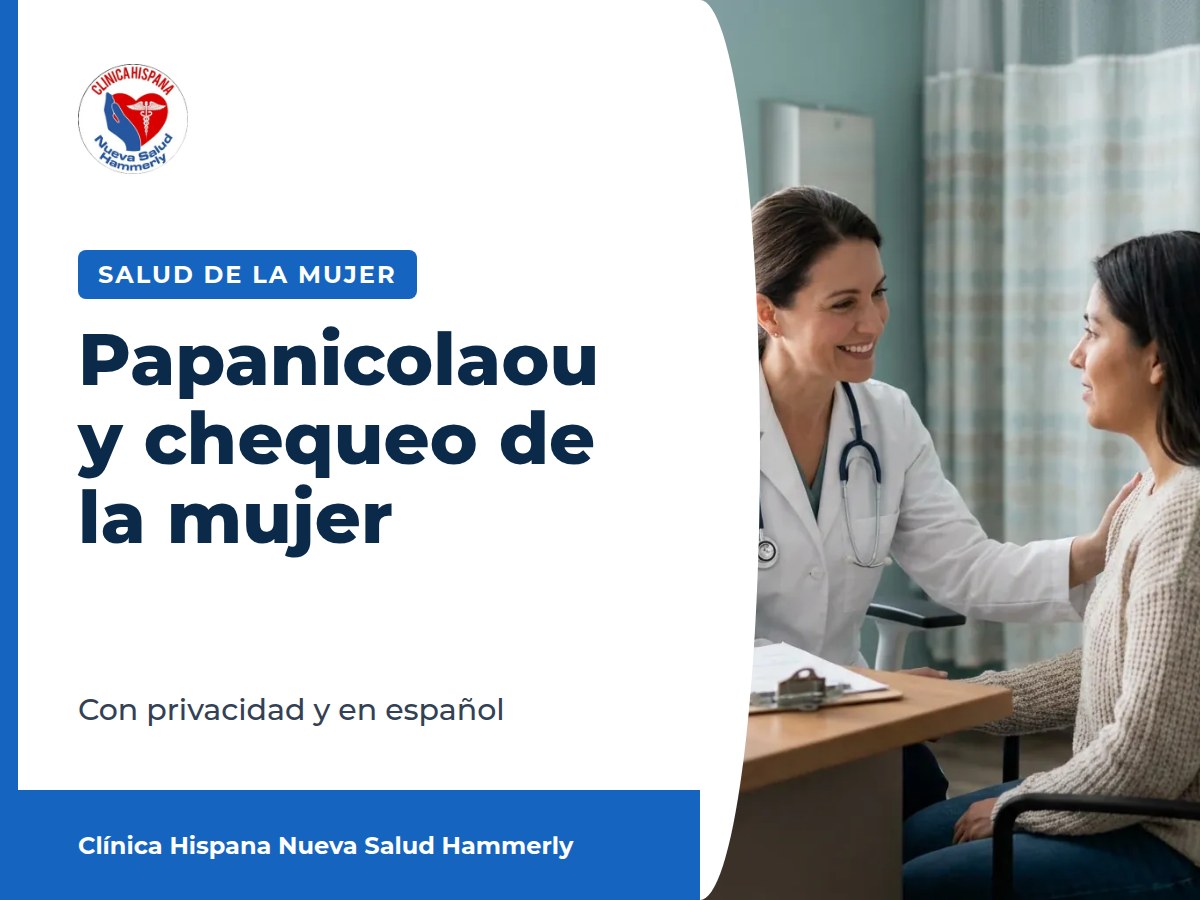 CLINICA HISPANA
Nueva Salud
Hammerly
SALUD DE LA MUJER
Papanicolaou
y chequeo de
la mujer
Con privacidad y en español
Clínica Hispana Nueva Salud Hammerly